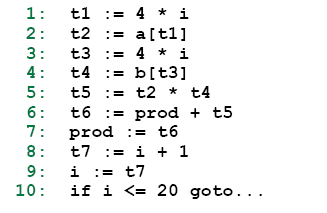 1: t1 := 4 * i
2: t2 := a[t1]
3: t3 := 4 * i
4: t4 := b[t3]
5: t5 := t2 * t4
6: t6 := prod + t5
7: prod := t6
8: t7 := i + 1
9: i := t7
10: if i <= 20 goto...